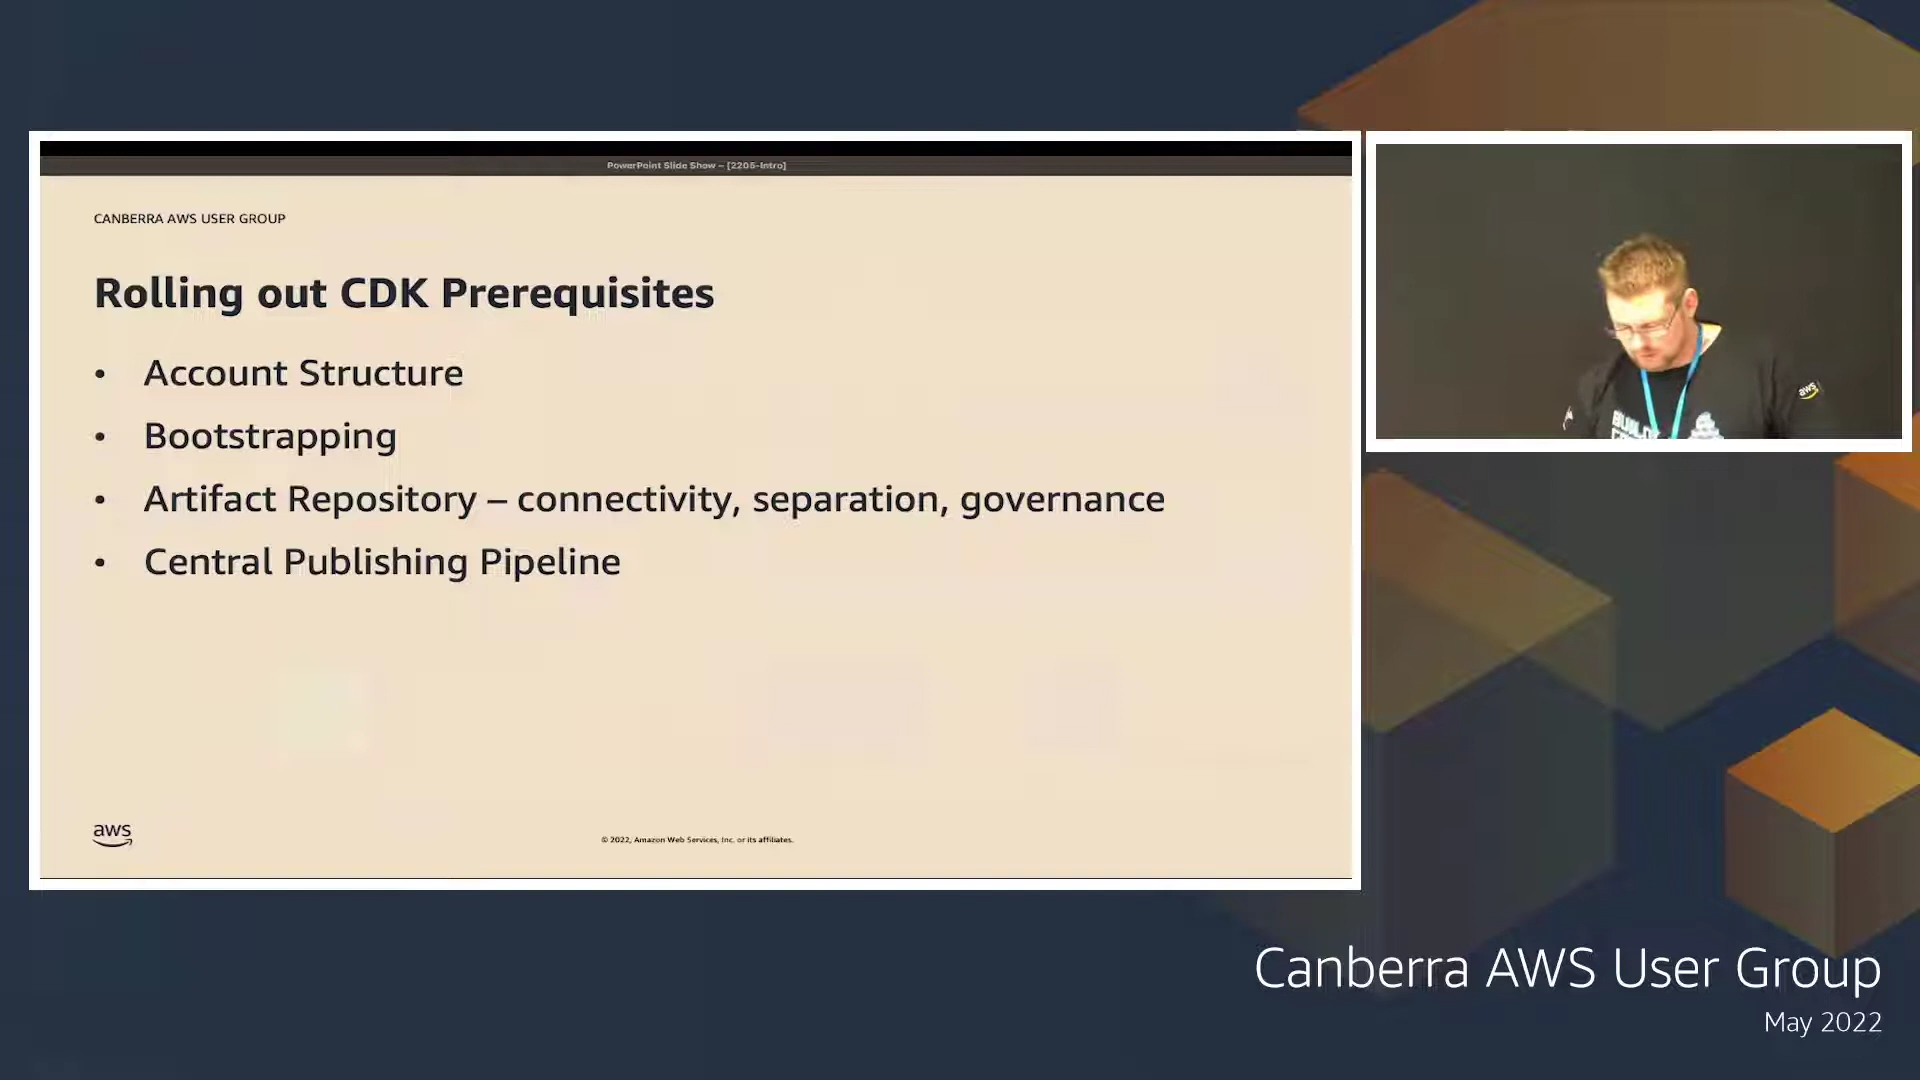 PowerPoint Slide Show – [2205-Intro]
CANBERRA AWS USER GROUP
Rolling out CDK Prerequisites
• Account Structure
• Bootstrapping
• Artifact Repository – connectivity, separation, governance
• Central Publishing Pipeline
aws
© 2022, Amazon Web Services, Inc. or its affiliates.
aws
Canberra AWS User Group
May 2022